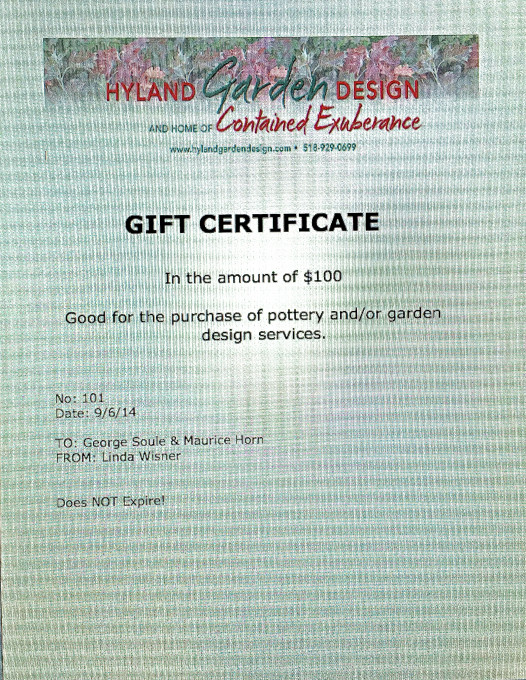 HYLAND Garden DESIGN
AND HOME OF Contained Exuberance
www.hylandgardendesign.com • 518-929-0699
GIFT CERTIFICATE
In the amount of $100
Good for the purchase of pottery and/or garden
design services.
No: 101
Date: 9/6/14
TO: George Soule & Maurice Horn
FROM: Linda Wisner
Does NOT Expire!